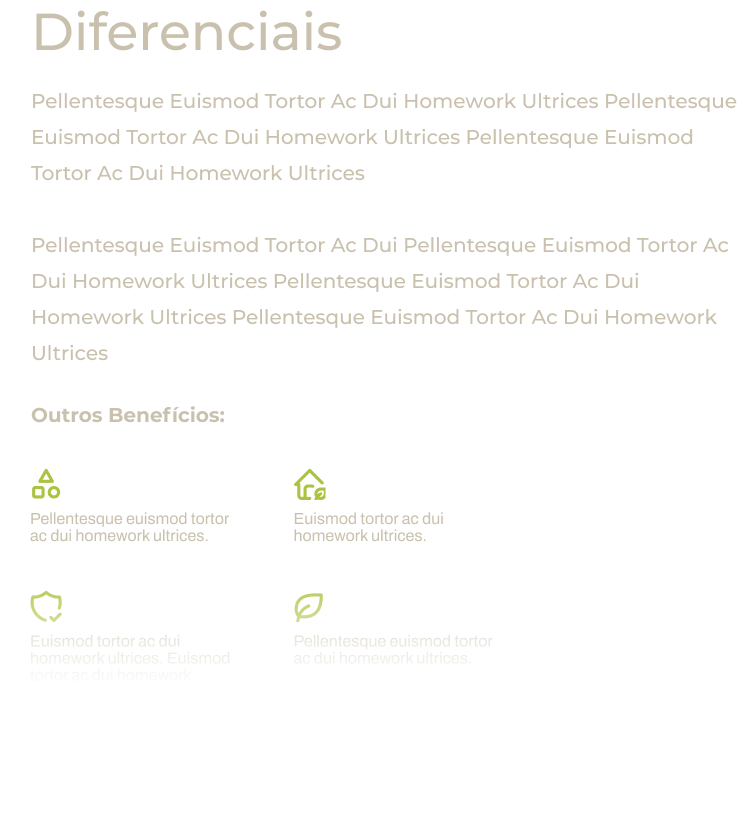 Diferenciais
Pellentesque Euismod Tortor Ac Dui Homework Ultrices Pellentesque
Euismod Tortor Ac Dui Homework Ultrices Pellentesque Euismod
Tortor Ac Dui Homework Ultrices
Pellentesque Euismod Tortor Ac Dui Pellentesque Euismod Tortor Ac
Dui Homework Ultrices Pellentesque Euismod Tortor Ac Dui
Homework Ultrices Pellentesque Euismod Tortor Ac Dui Homework
Ultrices
Outros Benefícios:
Pellentesque euismod tortor
ac dui homework ultrices.
Euismod tortor ac dui
homework ultrices.
Euismod tortor ac dui
homework ultrices. Euismod
tortor ac dui homework
Pellentesque euismod tortor
ac dui homework ultrices.